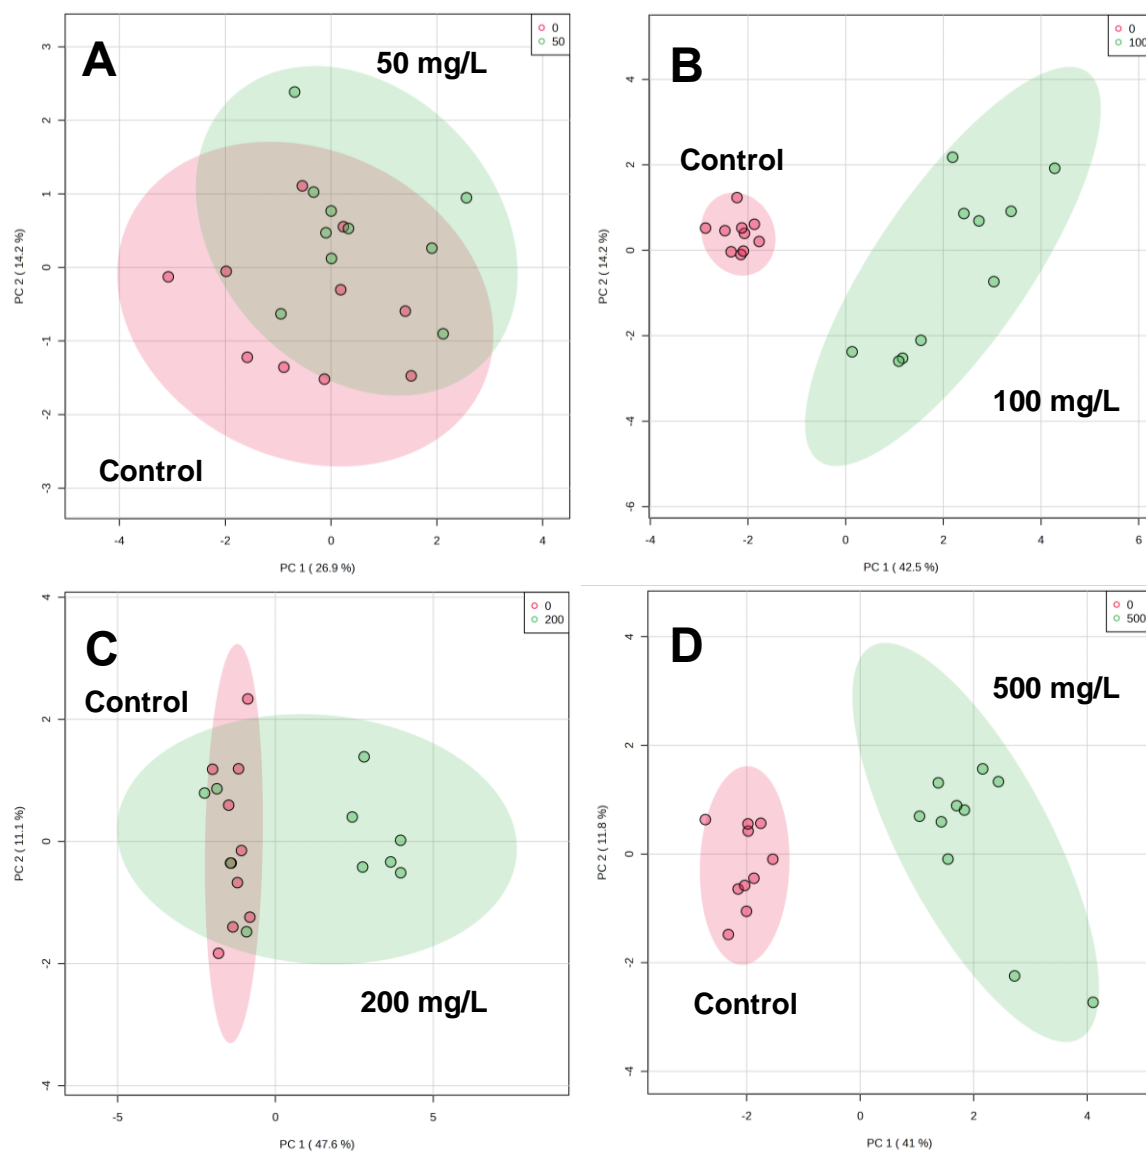 A
50 mg/L
0
50
3
2
1
0
-1
-2
-3
PC 2 ( 14.2 %)
Control
-4
-2
0
2
4
PC 1 ( 26.9 %)
B
0
100
Control
4
2
0
-2
-4
-6
PC 2 ( 14.2 %)
100 mg/L
-4
-2
0
2
4
6
PC 1 ( 42.5 %)
C
0
200
Control
4
2
0
-2
-4
PC 2 ( 11.1 %)
200 mg/L
-5
0
5
PC 1 ( 47.6 %)
D
0
500
500 mg/L
4
2
0
-2
-4
PC 2 ( 11.8 %)
Control
-2
0
2
4
PC 1 ( 41 %)